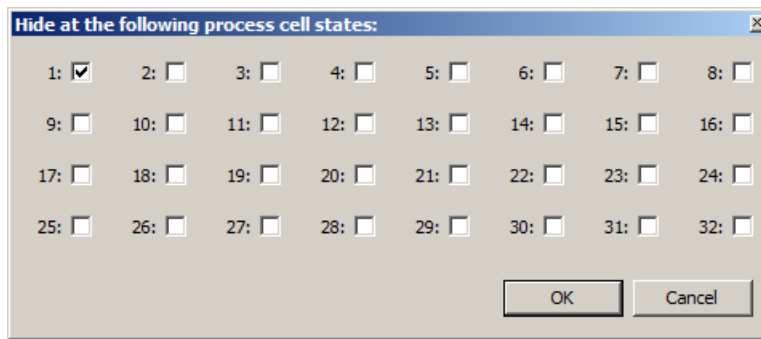 Hide at the following process cell states:
1: 2: 3: 4: 5: 6: 7: 8:
9: 10: 11: 12: 13: 14: 15: 16:
17: 18: 19: 20: 21: 22: 23: 24:
25: 26: 27: 28: 29: 30: 31: 32:
OK Cancel